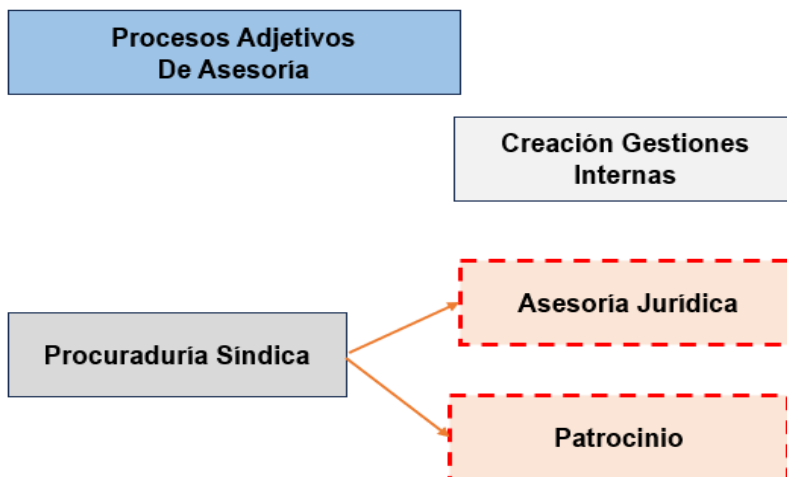 Procesos Adjetivos
De Asesoría
Creación Gestiones
Internas
Asesoría Jurídica
Procuraduría Síndica
Patrocinio